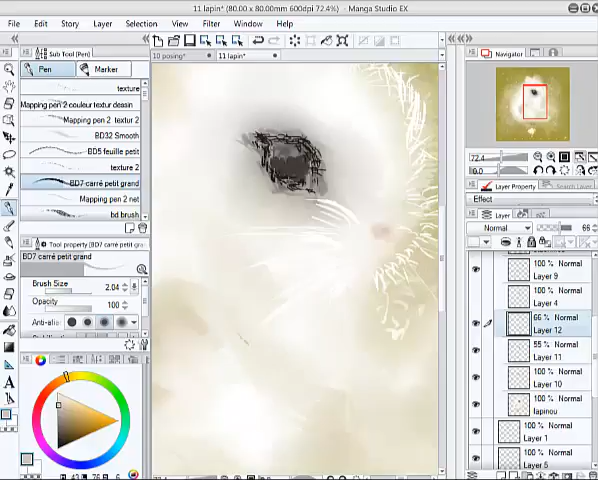 11 lapin* (80.00 x 80.00mm 600dpi 72.4%) - Manga Studio EX
File Edit Story Layer Selection View Filter Window Help
Sub Tool (Pen)
10 posing* 11 lapin*
Navigator
Pen Marker
texture
Mapping pen 2 couleur textur dessin
Mapping pen 2 textur 2
BD32 Smooth
BD5 feuille petit
texture 2
BD7 carré petit grand
Mapping pen 2 net
bd brush
72.4
0.0
Layer Property Search Layer
Effect
Layer
Normal 66
Tool property [BD7 carré petit grand]
BD7 carré petit grand
Brush Size 2.04
Opacity 100
Anti-alia
100 % Normal
Layer 9
100 % Normal
Layer 4
66 % Normal
Layer 12
55 % Normal
Layer 11
100 % Normal
Layer 10
100 % Normal
lapinou
100 % Normal
Layer 1
100 % Normal
Layer 5